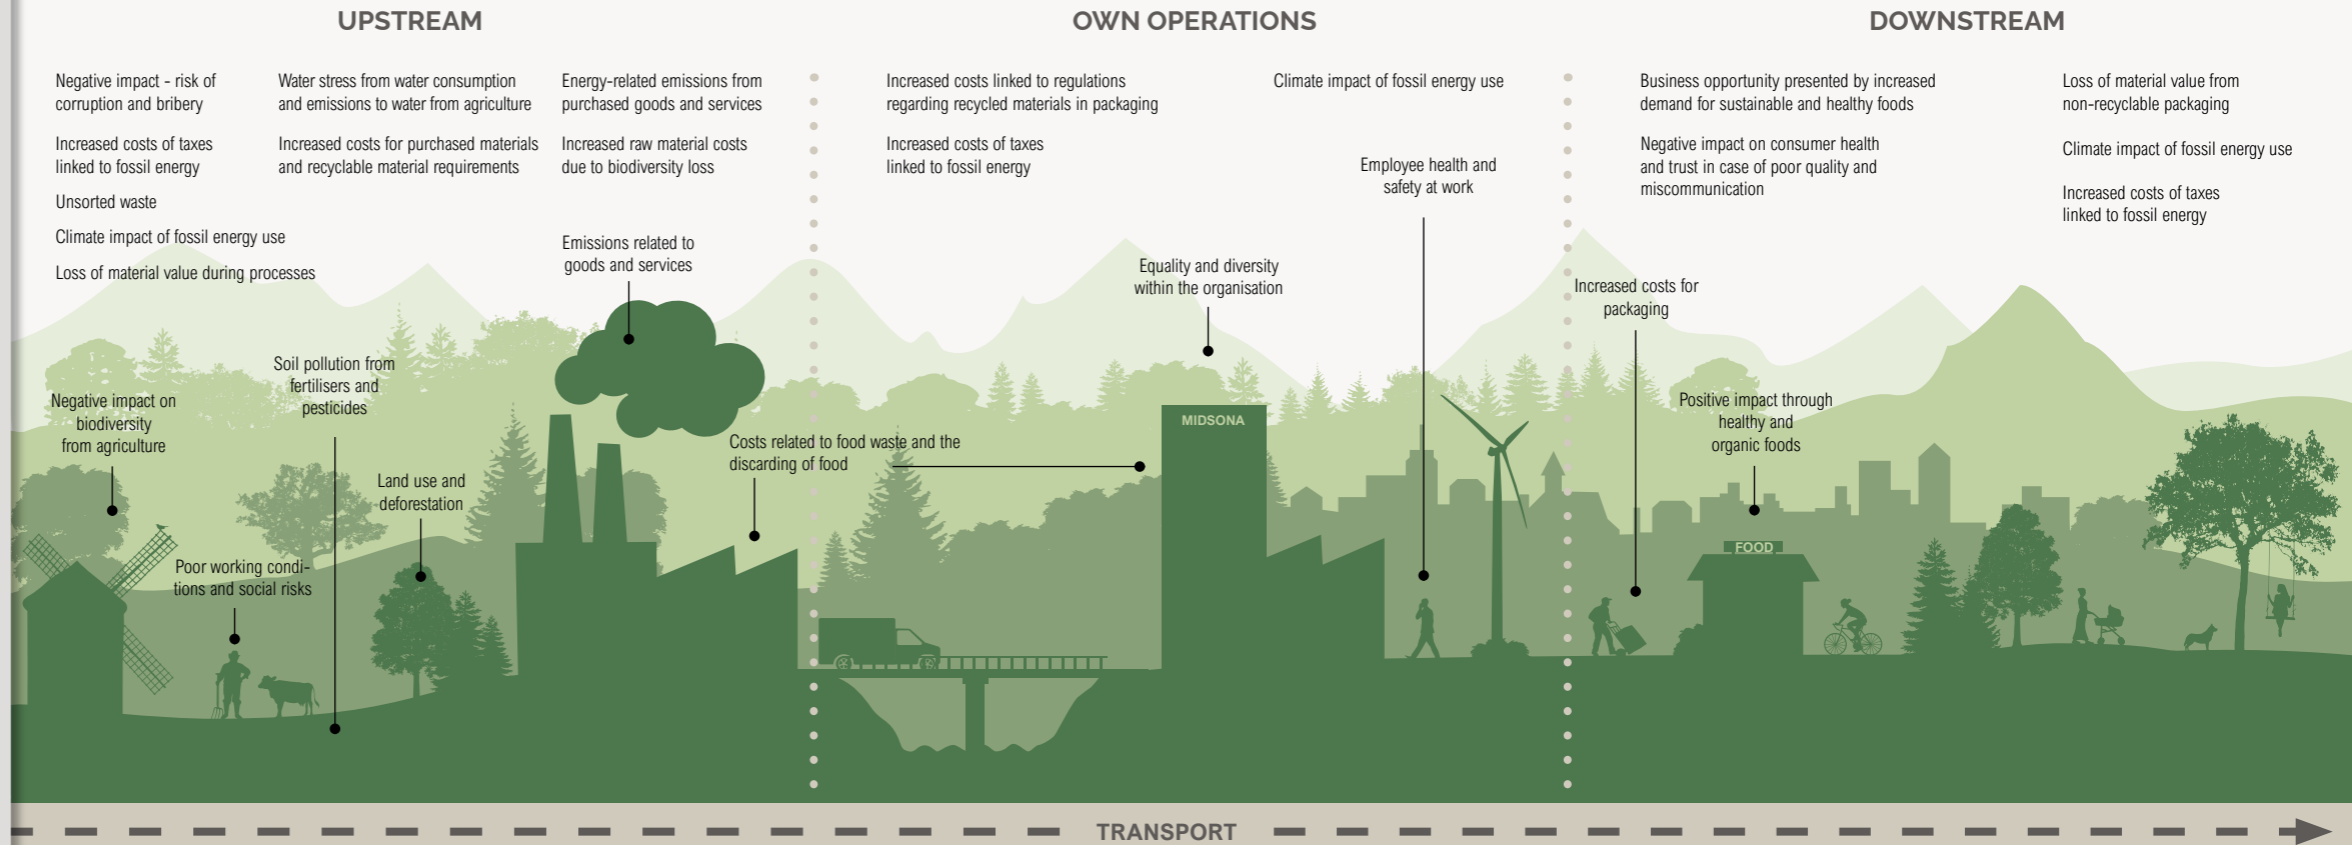 UPSTREAM
Negative impact - risk of
corruption and bribery
Increased costs of taxes
linked to fossil energy
Unsorted waste
Climate impact of fossil energy use
Loss of material value during processes
Water stress from water consumption
and emissions to water from agriculture
Increased costs for purchased materials
and recyclable material requirements
Energy-related emissions from
purchased goods and services
Increased raw material costs
due to biodiversity loss
Emissions related to
goods and services
Soil pollution from
fertilisers and
pesticides
Negative impact on
biodiversity
from agriculture
Land use and
deforestation
Poor working condi-
tions and social risks
Costs related to food waste and the
discarding of food
OWN OPERATIONS
Increased costs linked to regulations
regarding recycled materials in packaging
Increased costs of taxes
linked to fossil energy
Climate impact of fossil energy use
Employee health and
safety at work
Equality and diversity
within the organisation
MIDSONA
DOWNSTREAM
Business opportunity presented by increased
demand for sustainable and healthy foods
Negative impact on consumer health
and trust in case of poor quality and
miscommunication
Loss of material value from
non-recyclable packaging
Climate impact of fossil energy use
Increased costs of taxes
linked to fossil energy
Increased costs for
packaging
Positive impact through
healthy and
organic foods
FOOD
TRANSPORT